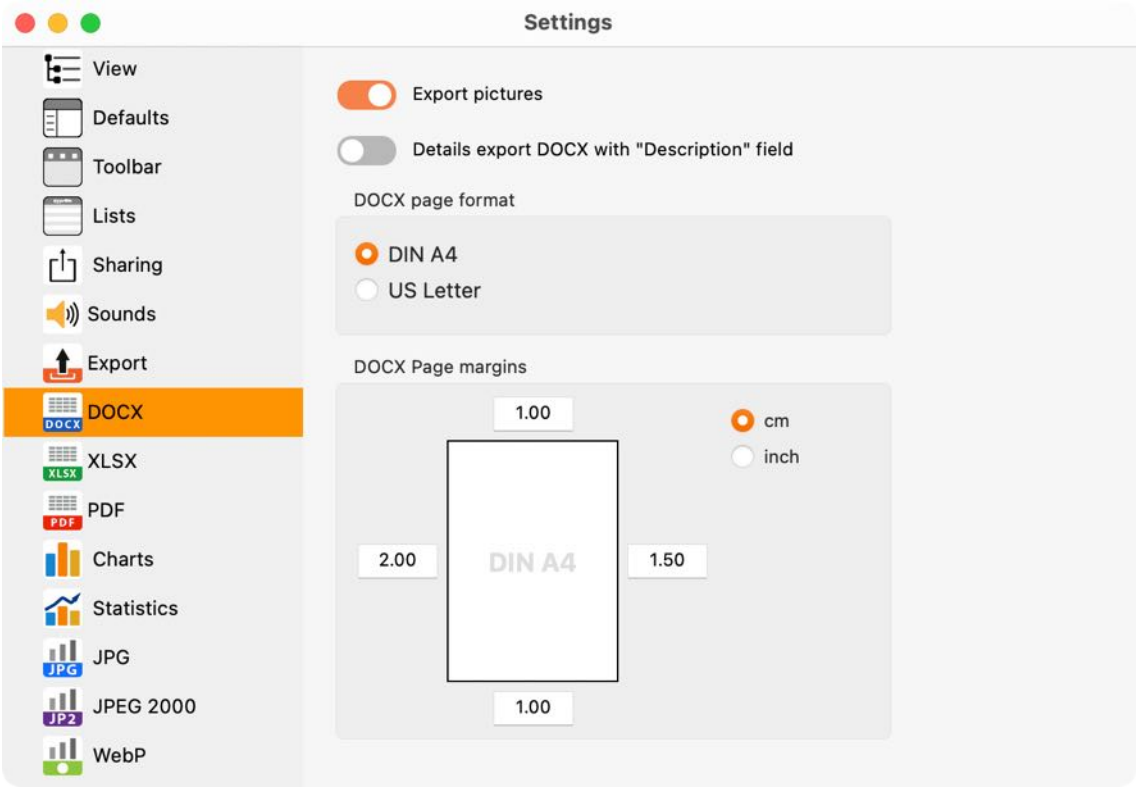 Settings
View
Defaults
Toolbar
Lists
Sharing
Sounds
Export
DOCX
DOCX
XLSX
XLSX
PDF
PDF
Charts
Statistics
JPG
JPG
JP2
JPEG 2000
WebP
Export pictures
Details export DOCX with "Description" field
DOCX page format
DIN A4
US Letter
DOCX Page margins
1.00
cm
inch
2.00
DIN A4
1.50
1.00